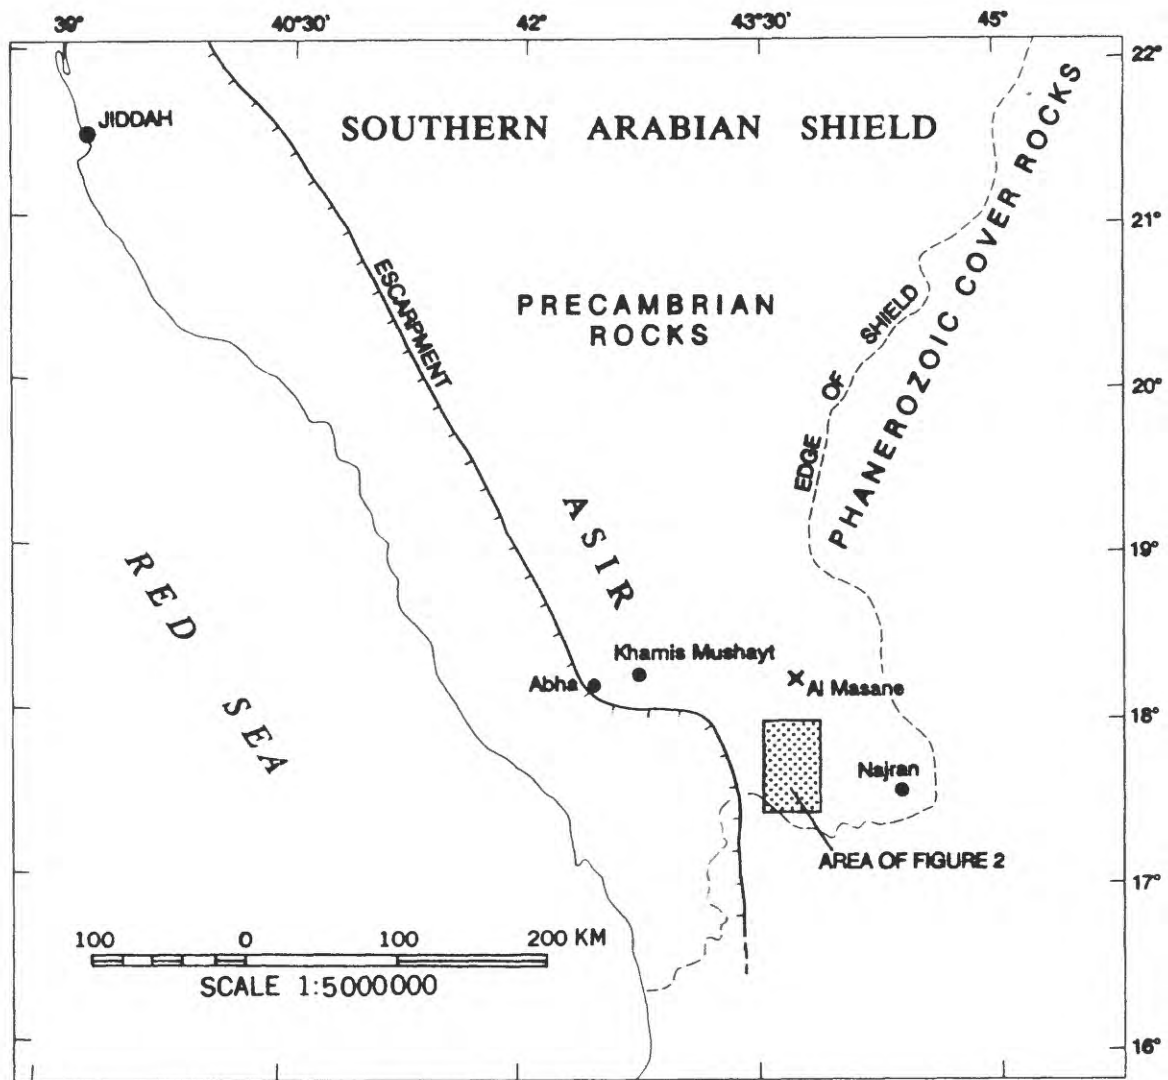 39° 40°30' 42° 43°30' 45°
22°
JIDDAH
SOUTHERN ARABIAN SHIELD
PHANEROZOIC COVER ROCKS
21°
ESCARPMENT
PRECAMBRIAN
ROCKS
EDGE OF SHIELD
20°
ASIR
19°
RED SEA
Khamis Mushayt
Abha
Al Masane
18°
Najran
AREA OF FIGURE 2
17°
100 0 100 200 KM
SCALE 1:5000000
16°